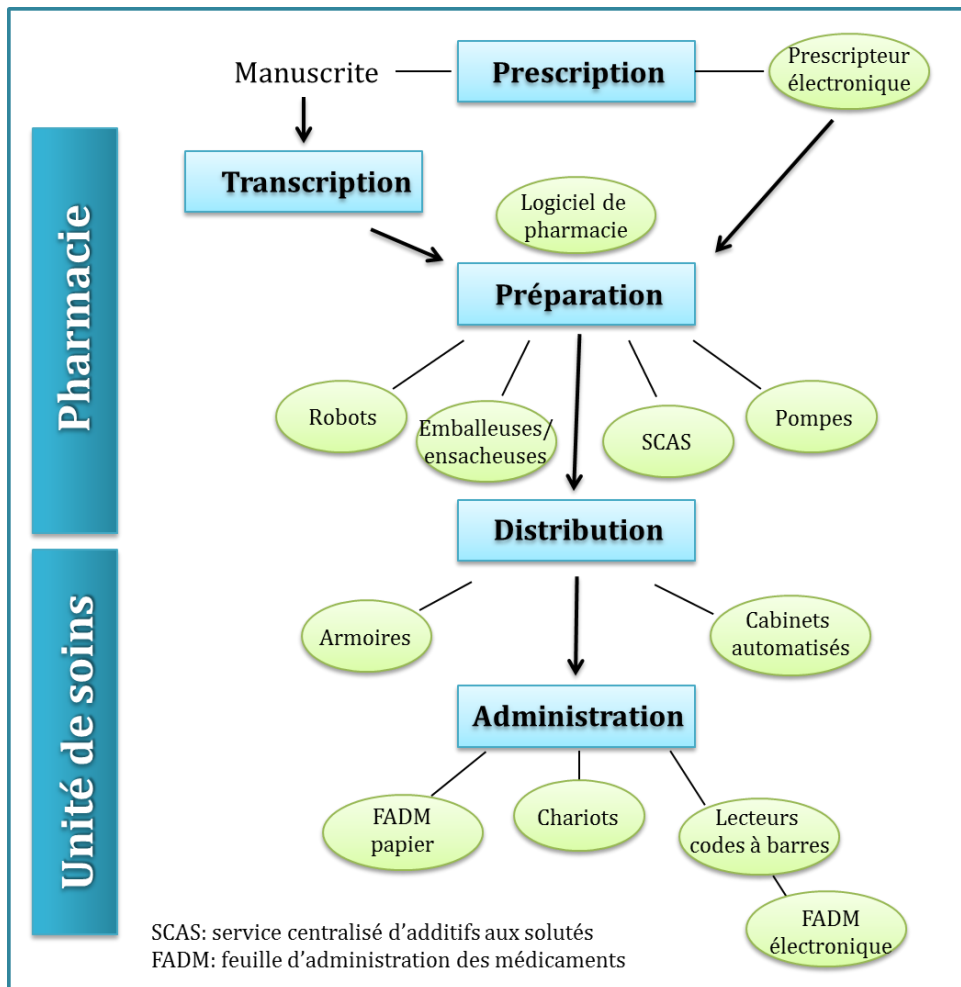 Manuscrite
Prescription
Prescripteur
électronique
Pharmacie
Transcription
Logiciel de
pharmacie
Préparation
Robots
Emballeuses/
ensacheuses
SCAS
Pompes
Distribution
Unité de soins
Armoires
Cabinets
automatisés
Administration
FADM
papier
Chariots
Lecteurs
codes à barres
FADM
électronique
SCAS: service centralisé d'additifs aux solutés
FADM: feuille d'administration des médicaments